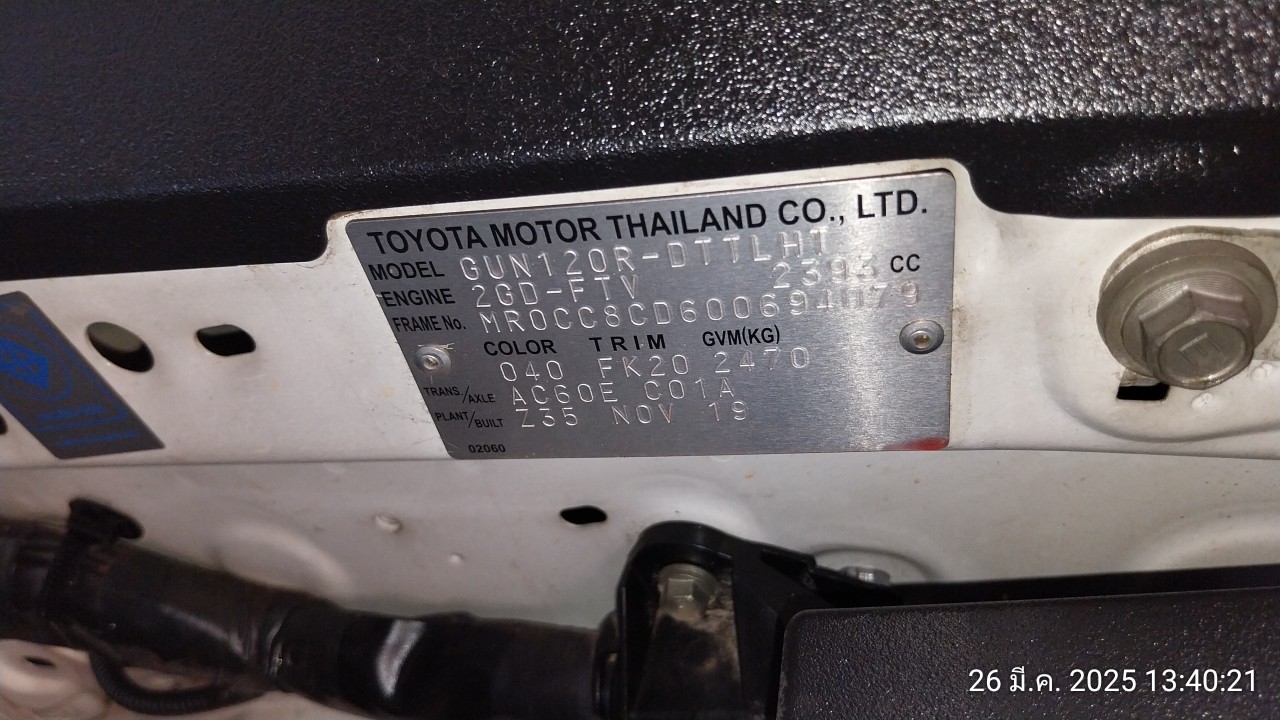 TOYOTA MOTOR THAILAND CO., LTD.
MODEL GUN120R-DTTLHT
ENGINE 2GD-FTV 2393 CC
FRAME No. MR0CC8CD600694079
COLOR TRIM GVM(KG)
040 FK20 2470
TRANS/AXLE AC60E C01A
PLANT/BUILT Z35 NOV 19
02060
26 มี.ค. 2025 13:40:21